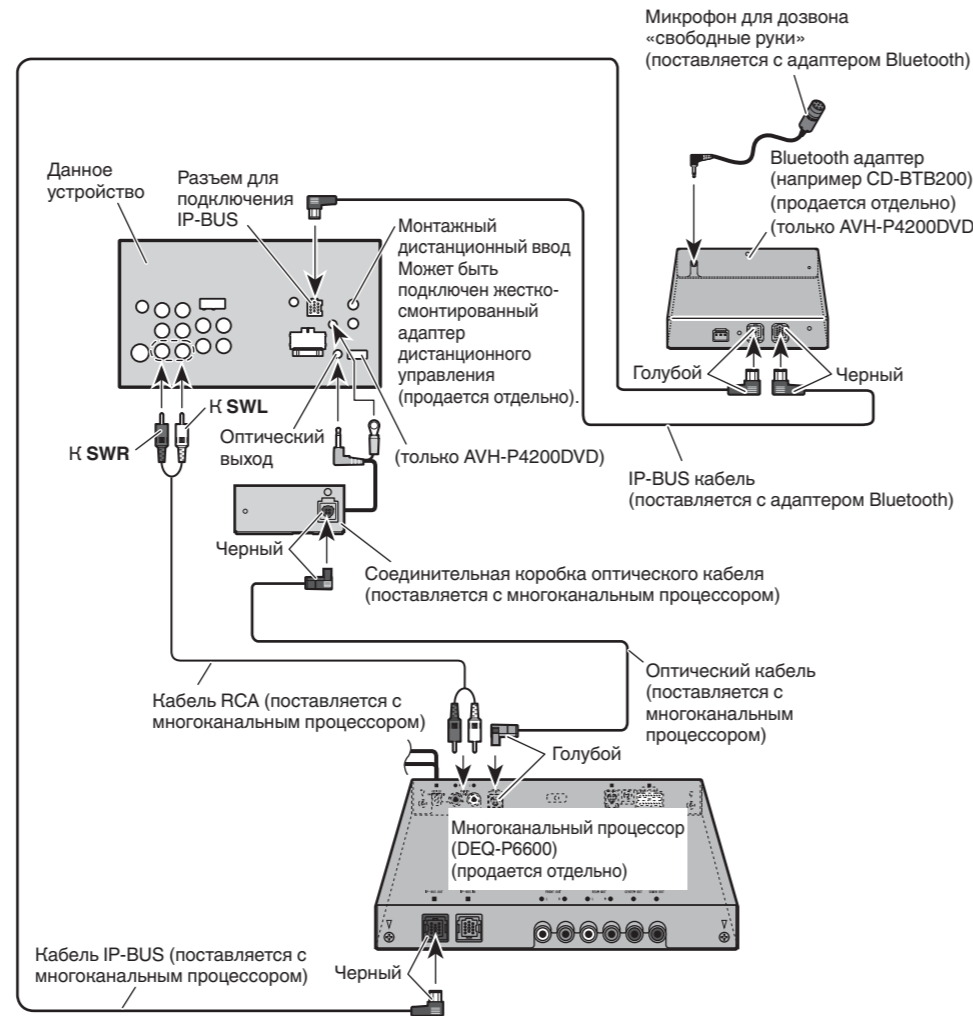 Микрофон для дозвона
«свободные руки»
(поставляется с адаптером Bluetooth)
Данное
устройство
Разъем для
подключения
IP-BUS
Монтажный
дистанционный ввод
Может быть
подключен жестко-
смонтированный
адаптер
дистанционного
управления
(продается отдельно).
Bluetooth адаптер
(например CD-BTB200)
(продается отдельно)
(только AVH-P4200DVD
Голубой
Черный
К SWL
К SWR
Оптический
выход
(только AVH-P4200DVD)
IP-BUS кабель
(поставляется с адаптером Bluetooth)
Черный
Соединительная коробка оптического кабеля
(поставляется с многоканальным процессором)
Оптический кабель
(поставляется с
многоканальным
процессором)
Кабель RCA (поставляется с
многоканальным процессором)
Голубой
Многоканальный процессор
(DEQ-P6600)
(продается отдельно)
Кабель IP-BUS (поставляется с
многоканальным процессором)
Черный